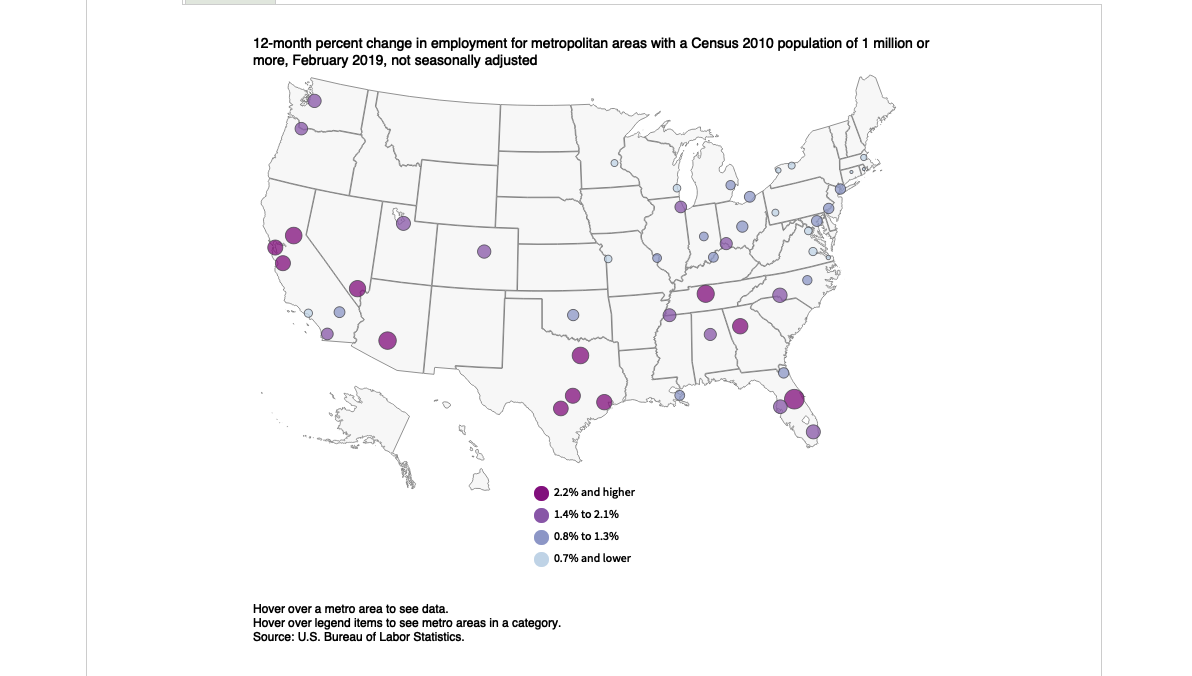 12-month percent change in employment for metropolitan areas with a Census 2010 population of 1 million or
more, February 2019, not seasonally adjusted
2.2% and higher
1.4% to 2.1%
0.8% to 1.3%
0.7% and lower
Hover over a metro area to see data.
Hover over legend items to see metro areas in a category.
Source: U.S. Bureau of Labor Statistics.